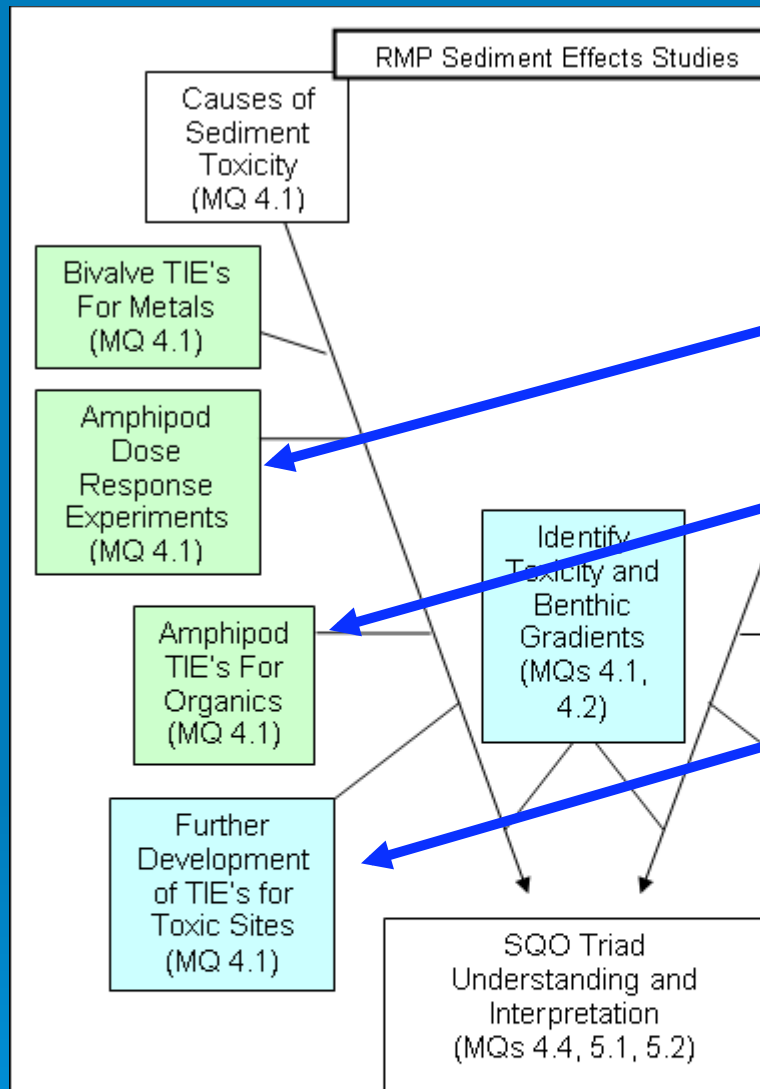 RMP Sediment Effects Studies
Causes of
Sediment
Toxicity
(MQ 4.1)
Bivalve TIE's
For Metals
(MQ 4.1)
Amphipod
Dose
Response
Experiments
(MQ 4.1)
Identify
Toxicity and
Benthic
Gradients
(MQs 4.1,
4.2)
Amphipod
TIE's For
Organics
(MQ 4.1)
Further
Development
of TIE's for
Toxic Sites
(MQ 4.1)
SQO Triad
Understanding and
Interpretation
(MQs 4.4, 5.1, 5.2)